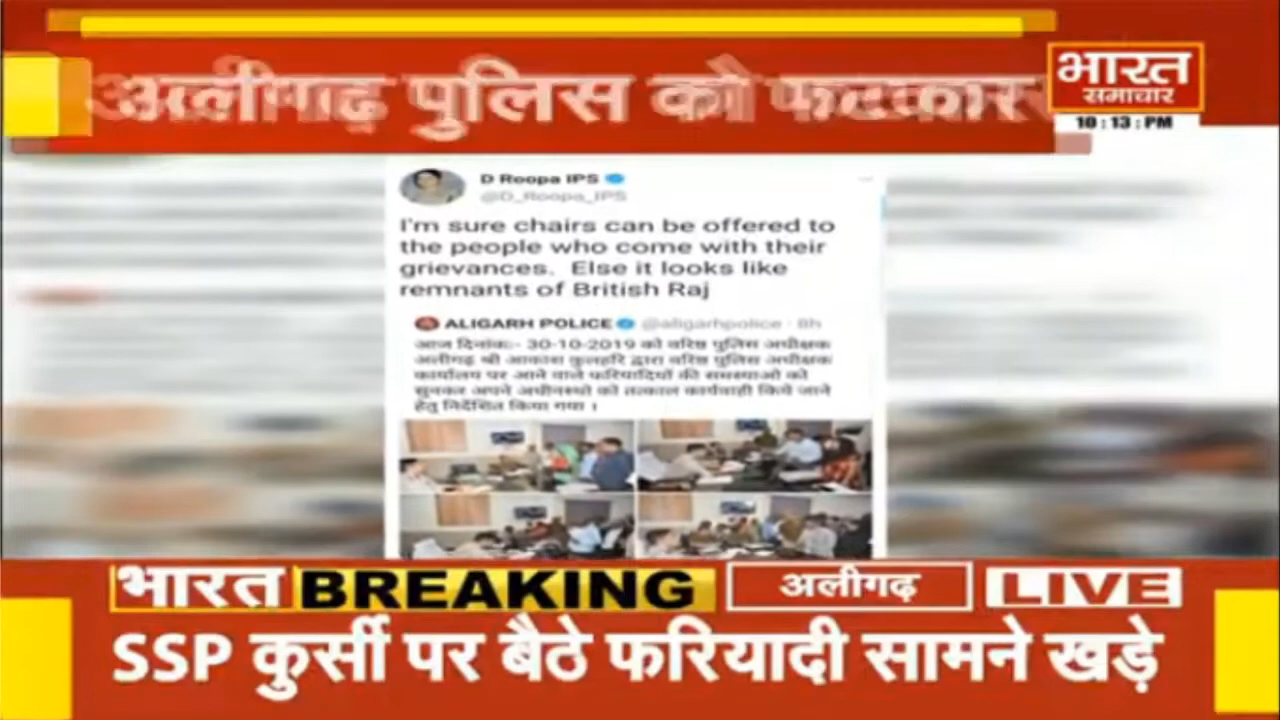 अलीगढ़ पुलिस को फटकार
भारत
समाचार
10:13:PM
D Roopa IPS
@D_Roopa_IPS
I'm sure chairs can be offered to
the people who come with their
grievances. Else it looks like
remnants of British Raj
ALIGARH POLICE @aligarhpolice · 8h
आज दिनांकः- 30-10-2019 को वरिष्ठ पुलिस अधीक्षक
अलीगढ़ श्री आकाश कुलहरि द्वारा वरिष्ठ पुलिस अधीक्षक
कार्यालय पर आने वाले फरियादियों की समस्याओं को
सुनकर अपने अधीनस्थो को तत्काल कार्यवाही किये जाने
हेतु निर्देशित किया गया ।
भारत BREAKING अलीगढ़ LIVE
SSP कुर्सी पर बैठे फरियादी सामने खड़े